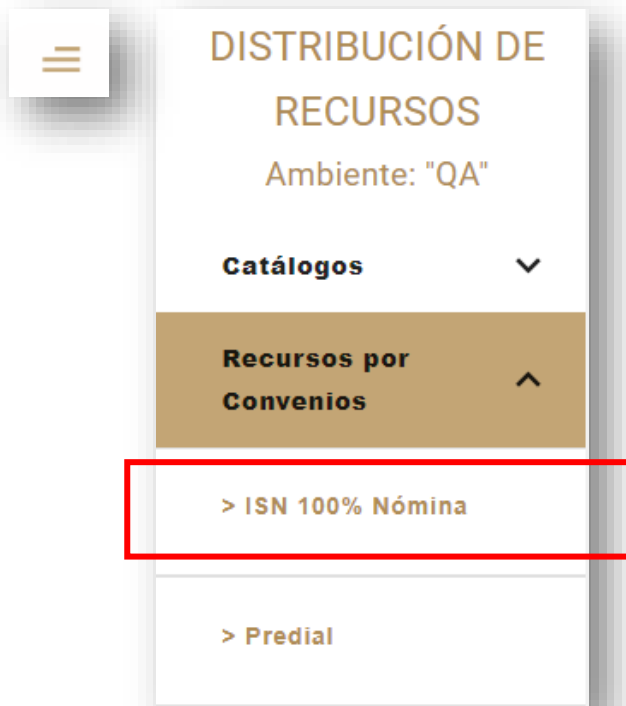 DISTRIBUCIÓN DE
RECURSOS
Ambiente: "QA"
Catálogos
Recursos por
Convenios
> ISN 100% Nómina
> Predial